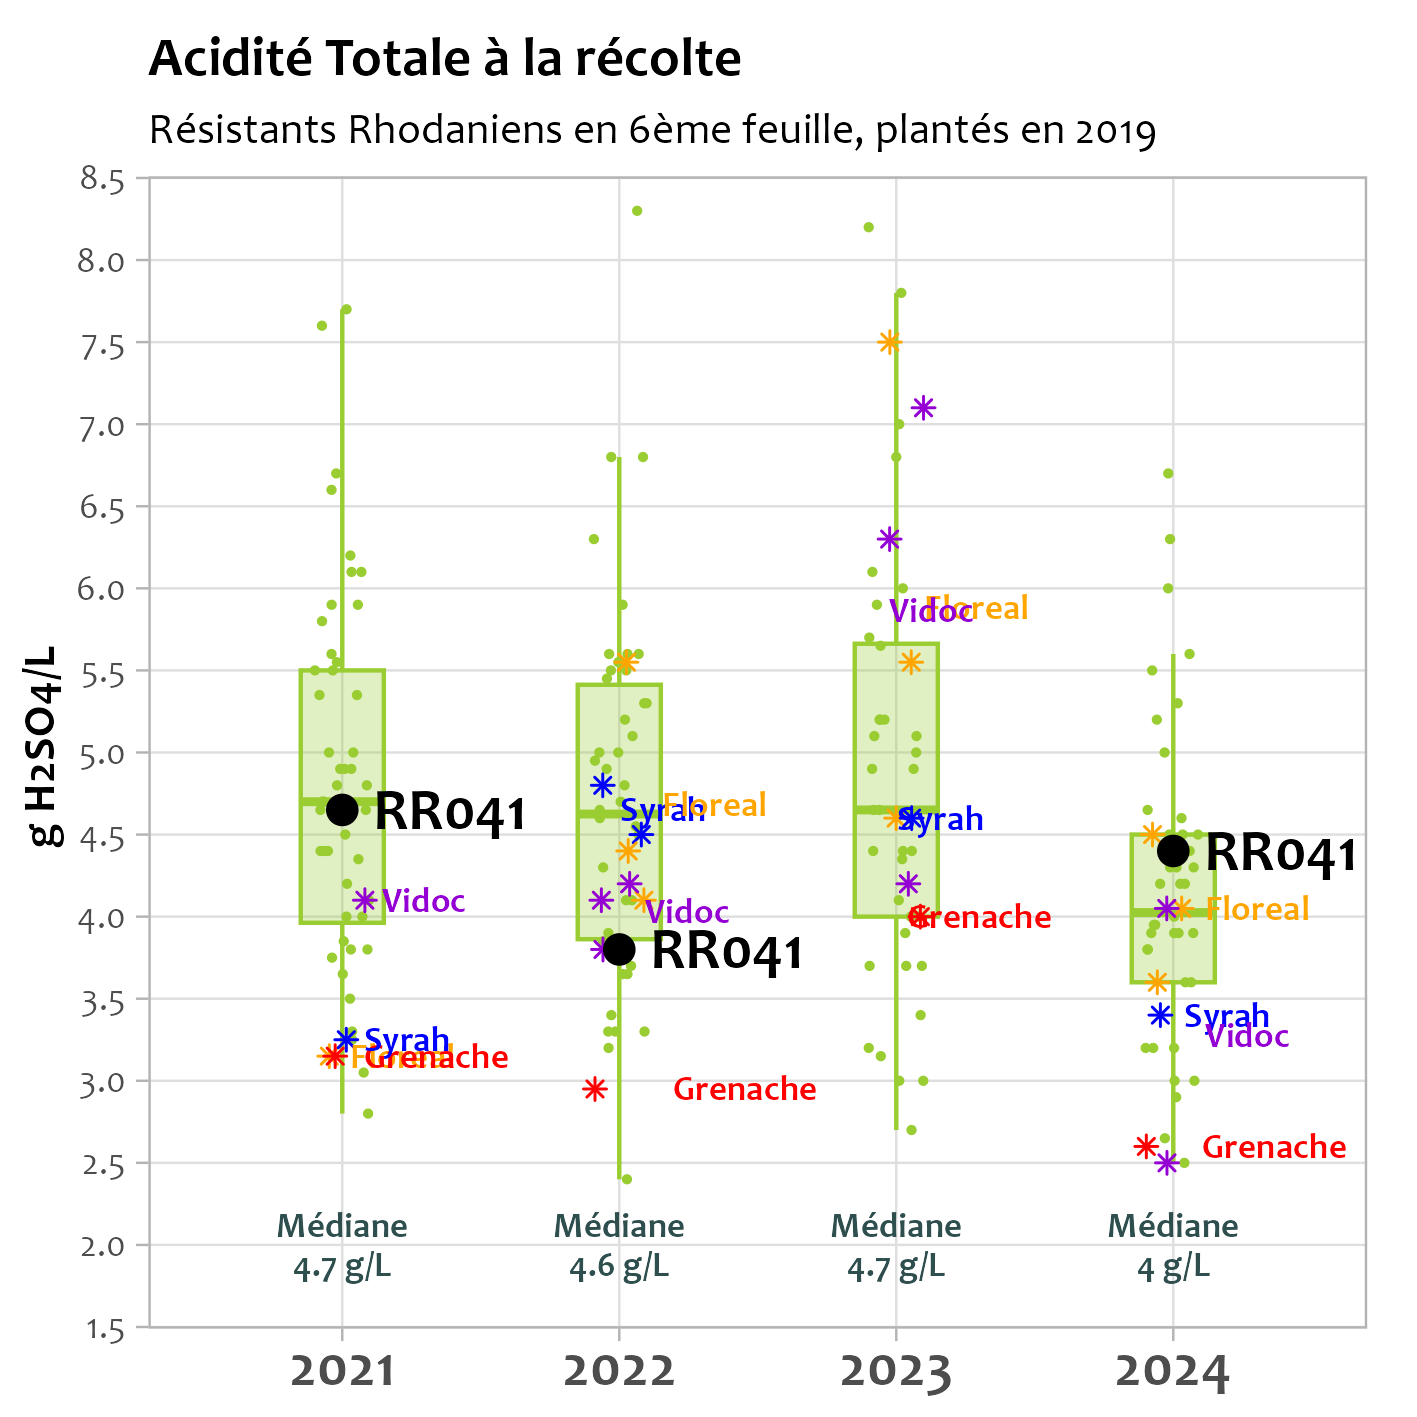 Acidité Totale à la récolte
Résistants Rhodaniens en 6ème feuille, plantés en 2019
g H2SO4/L
8.5
8.0
7.5
7.0
6.5
6.0
5.5
5.0
4.5
4.0
3.5
3.0
2.5
2.0
1.5
RR041
Vidoc
Syrah
Floreal
Grenache
Médiane
4.7 g/L
Syrah
Floreal
Vidoc
RR041
Grenache
Médiane
4.6 g/L
Vidoc
Floreal
Syrah
Grenache
Médiane
4.7 g/L
RR041
Floreal
Syrah
Vidoc
Grenache
Médiane
4 g/L
2021
2022
2023
2024